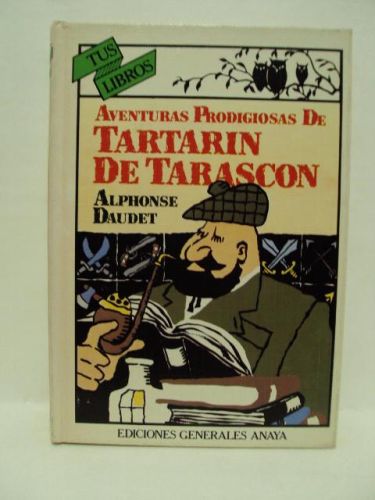 TUS
LIBROS
AVENTURAS PRODIGIOSAS DE
TARTARIN
DE TARASCON
ALPHONSE
DAUDET
EDICIONES GENERALES ANAYA